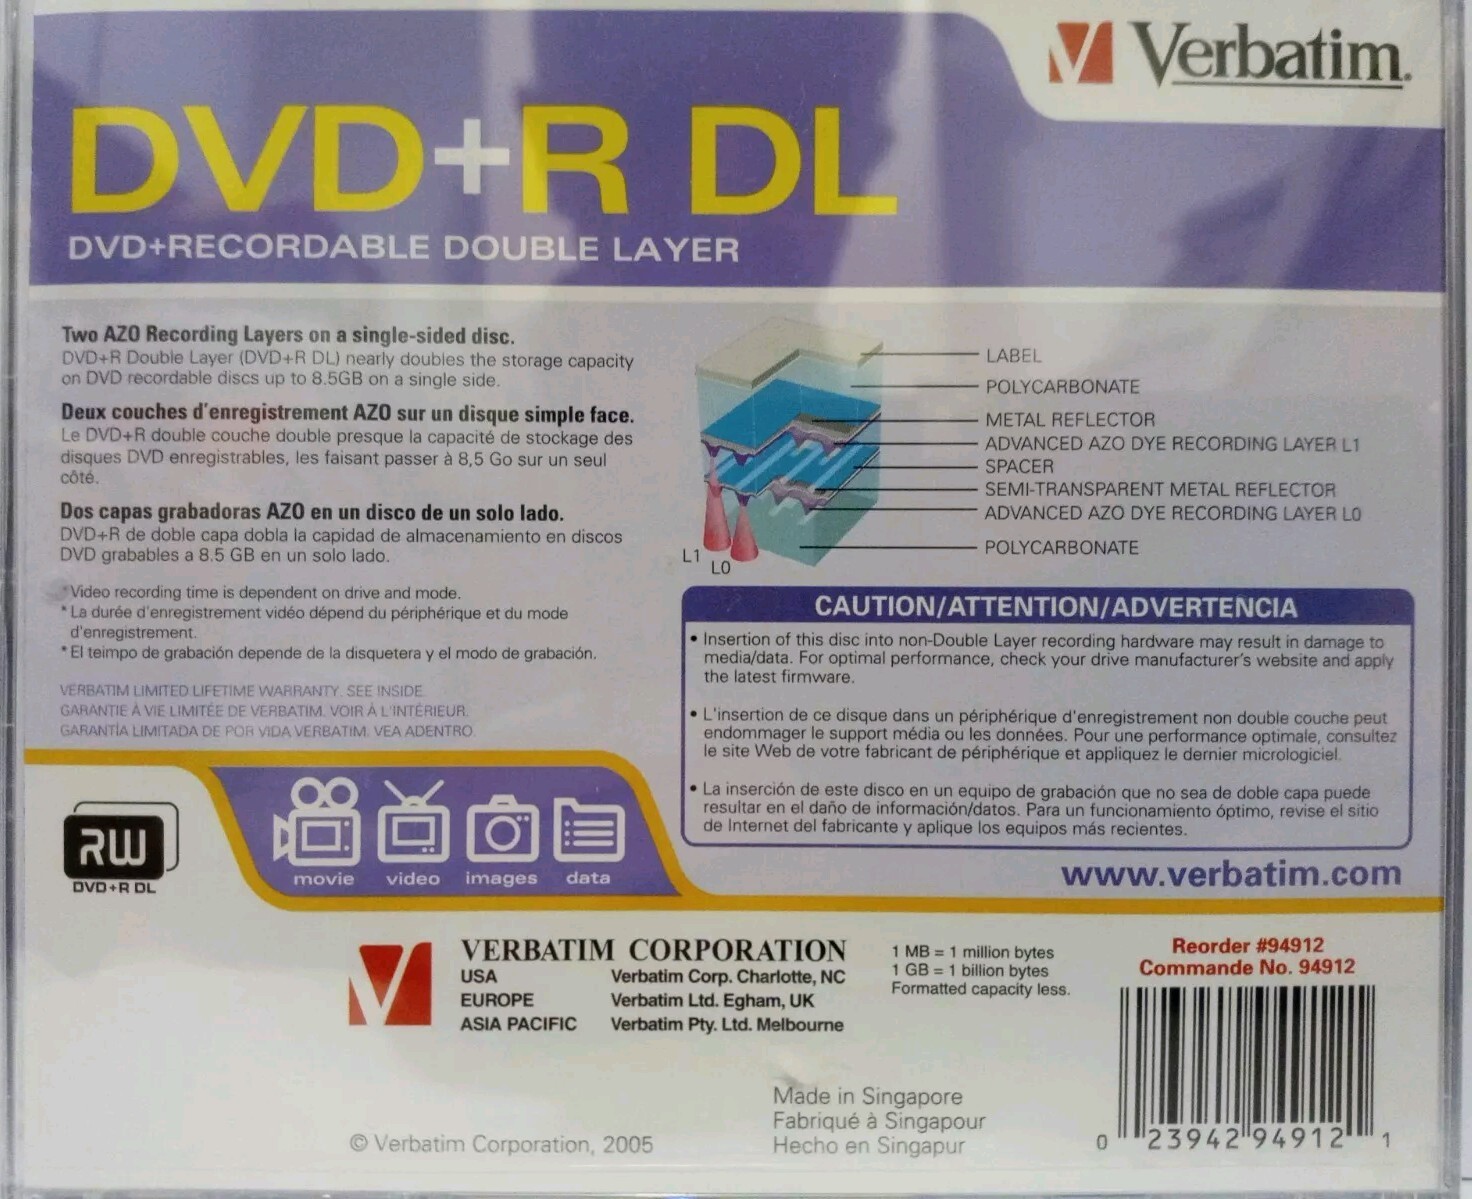 Verbatim.
DVD+R DL
DVD+RECORDABLE DOUBLE LAYER
Two AZO Recording Layers on a single-sided disc.
DVD+R Double Layer (DVD+R DL) nearly doubles the storage capacity
on DVD recordable discs up to 8.5GB on a single side.
Deux couches d'enregistrement AZO sur un disque simple face.
Le DVD+R double couche double presque la capacité de stockage des
disques DVD enregistrables, les faisant passer à 8,5 Go sur un seul
côté.
Dos capas grabadoras AZO en un disco de un solo lado.
DVD+R de doble capa dobla la capidad de almacenamiento en discos
DVD grabables a 8.5 GB en un solo lado.
*Video recording time is dependent on drive and mode.
*La durée d'enregistrement vidéo dépend du périphérique et du mode
d'enregistrement.
*El teimpo de grabación depende de la disquetera y el modo de grabación.
VERBATIM LIMITED LIFETIME WARRANTY. SEE INSIDE.
GARANTIE À VIE LIMITÉE DE VERBATIM. VOIR À L'INTÉRIEUR.
GARANTÍA LIMITADA DE POR VIDA VERBATIM. VEA ADENTRO.
LABEL
POLYCARBONATE
METAL REFLECTOR
ADVANCED AZO DYE RECORDING LAYER L1
SPACER
SEMI-TRANSPARENT METAL REFLECTOR
ADVANCED AZO DYE RECORDING LAYER L0
POLYCARBONATE
L1
L0
CAUTION/ATTENTION/ADVERTENCIA
• Insertion of this disc into non-Double Layer recording hardware may result in damage to
media/data. For optimal performance, check your drive manufacturer's website and apply
the latest firmware.
• L'insertion de ce disque dans un périphérique d'enregistrement non double couche peut
endommager le support média ou les données. Pour une performance optimale, consultez
le site Web de votre fabricant de périphérique et appliquez le dernier micrologiciel.
• La inserción de este disco en un equipo de grabación que no sea de doble capa puede
resultar en el daño de información/datos. Para un funcionamiento óptimo, revise el sitio
de Internet del fabricante y aplique los equipos más recientes.
www.verbatim.com
RW
DVD+R DL
movie video images data
VERBATIM CORPORATION
USA Verbatim Corp. Charlotte, NC
EUROPE Verbatim Ltd. Egham, UK
ASIA PACIFIC Verbatim Pty. Ltd. Melbourne
1 MB = 1 million bytes
1 GB = 1 billion bytes
Formatted capacity less.
Reorder #94912
Commande No. 94912
0 23942 94912 1
Made in Singapore
Fabriqué à Singapour
Hecho en Singapur
© Verbatim Corporation, 2005